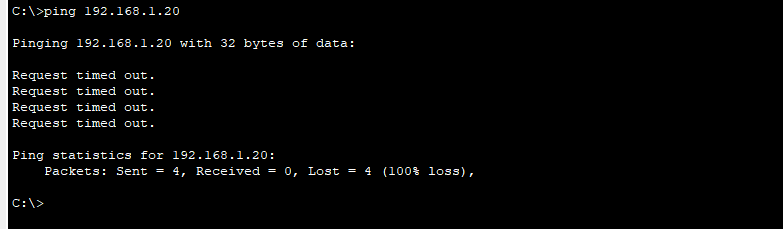 C:\>ping 192.168.1.20
Pinging 192.168.1.20 with 32 bytes of data:
Request timed out.
Request timed out.
Request timed out.
Request timed out.
Ping statistics for 192.168.1.20:
Packets: Sent = 4, Received = 0, Lost = 4 (100% loss),
C:\>